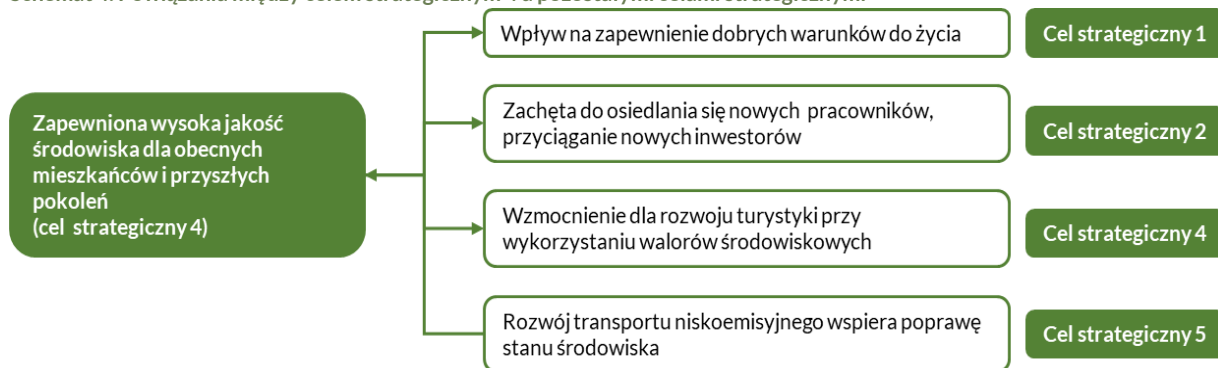 Wpływ na zapewnienie dobrych warunków do życia
Cel strategiczny 1
Zapewniona wysoka jakość
środowiska dla obecnych
mieszkańców i przyszłych
pokoleń
(cel strategiczny 4)
Zachęta do osiedlania się nowych pracowników,
przyciąganie nowych inwestorów
Cel strategiczny 2
Wzmocnienie dla rozwoju turystyki przy
wykorzystaniu walorów środowiskowych
Cel strategiczny 4
Rozwój transportu niskoemisyjnego wspiera poprawę
stanu środowiska
Cel strategiczny 5